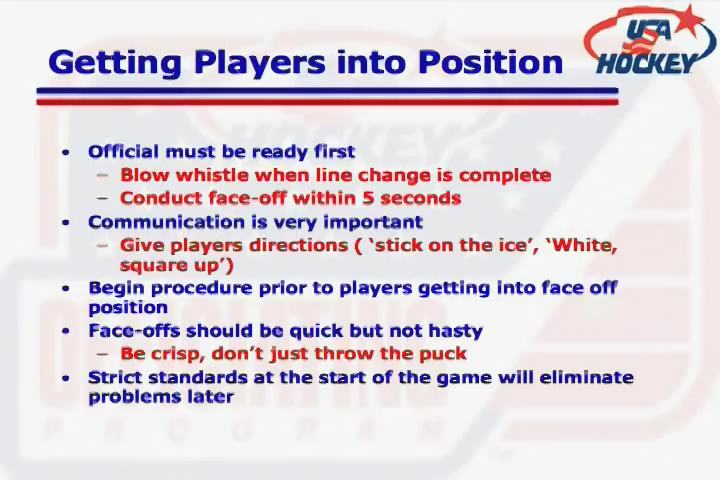 Getting Players into Position
USA
HOCKEY
• Official must be ready first
– Blow whistle when line change is complete
– Conduct face-off within 5 seconds
• Communication is very important
– Give players directions ( ‘stick on the ice’, ‘White,
square up’)
• Begin procedure prior to players getting into face off
position
• Face-offs should be quick but not hasty
– Be crisp, don’t just throw the puck
• Strict standards at the start of the game will eliminate
problems later
HOCKEY
OFFICIATING
PROGRAM